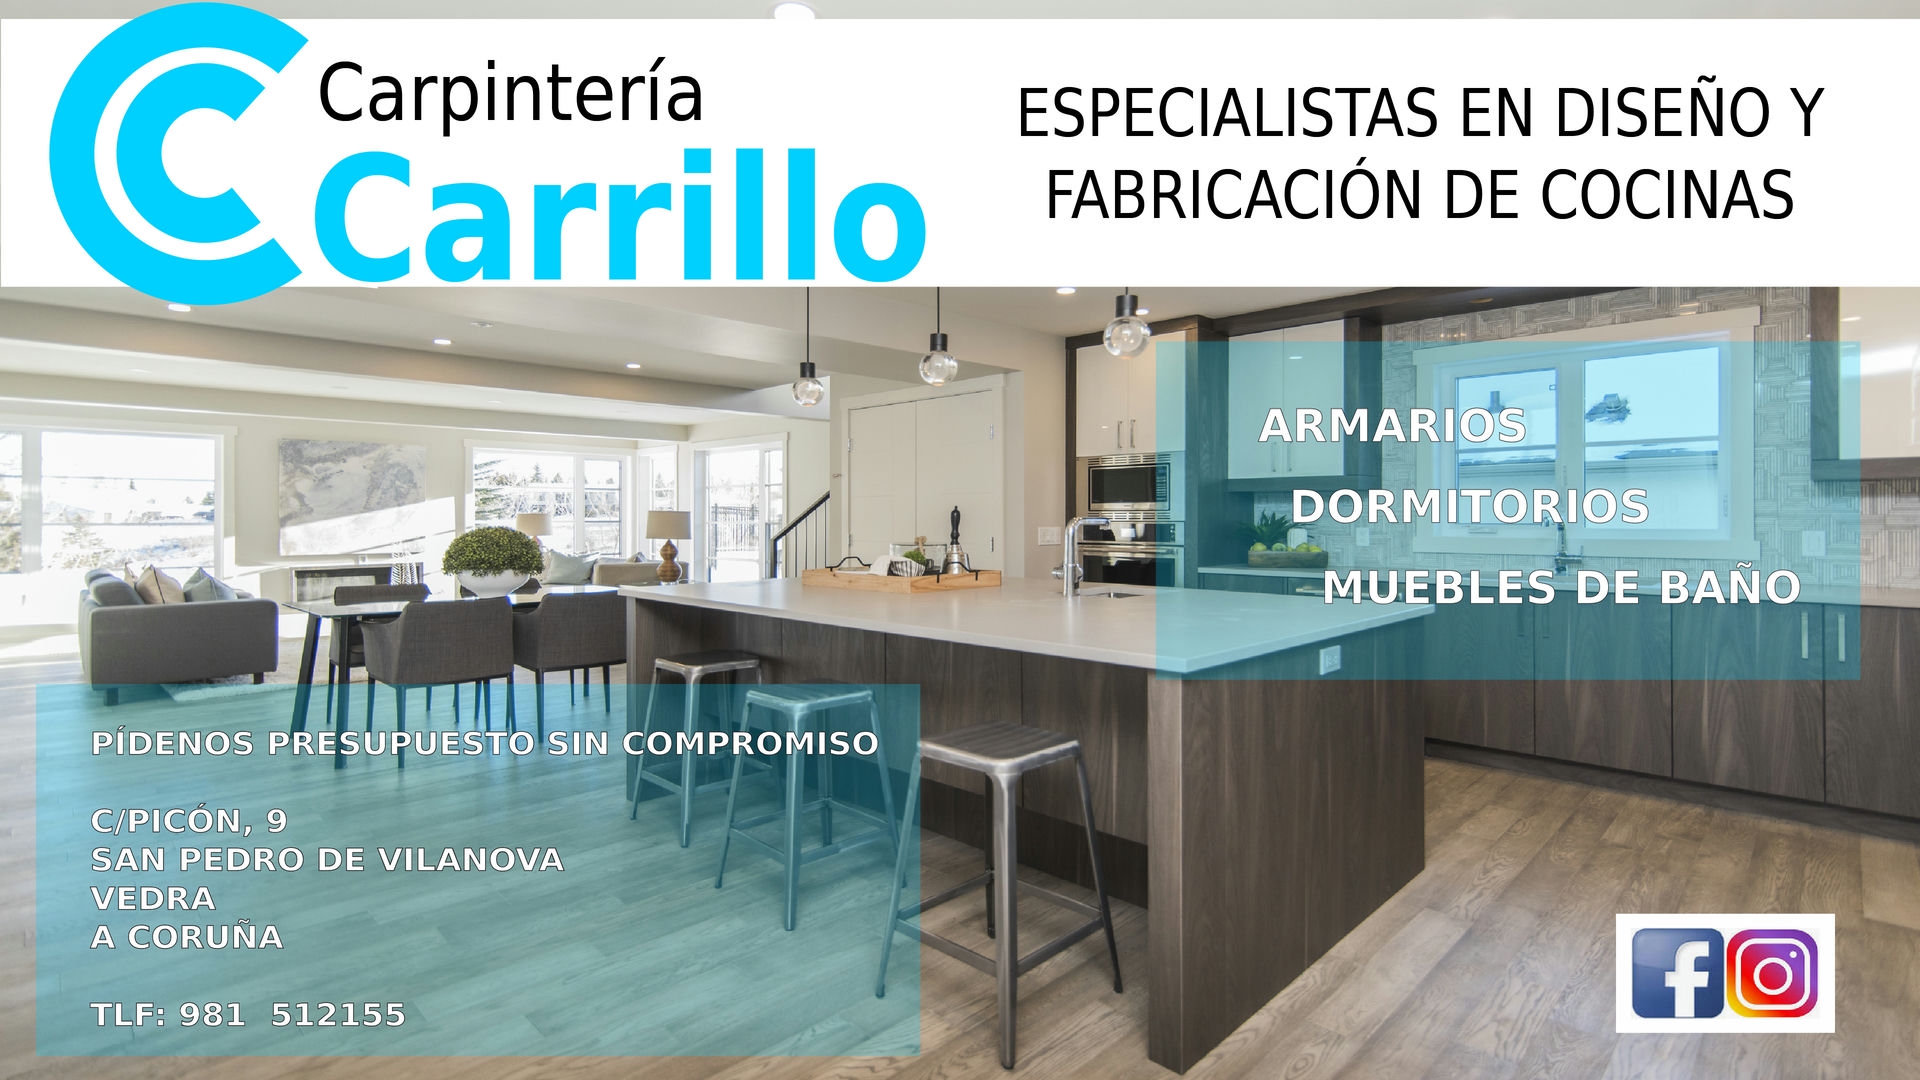 Carpintería
Carrillo
ESPECIALISTAS EN DISEÑO Y
FABRICACIÓN DE COCINAS
ARMARIOS
DORMITORIOS
MUEBLES DE BAÑO
PÍDENOS PRESUPUESTO SIN COMPROMISO
C/PICÓN, 9
SAN PEDRO DE VILANOVA
VEDRA
A CORUÑA
TLF: 981  512155